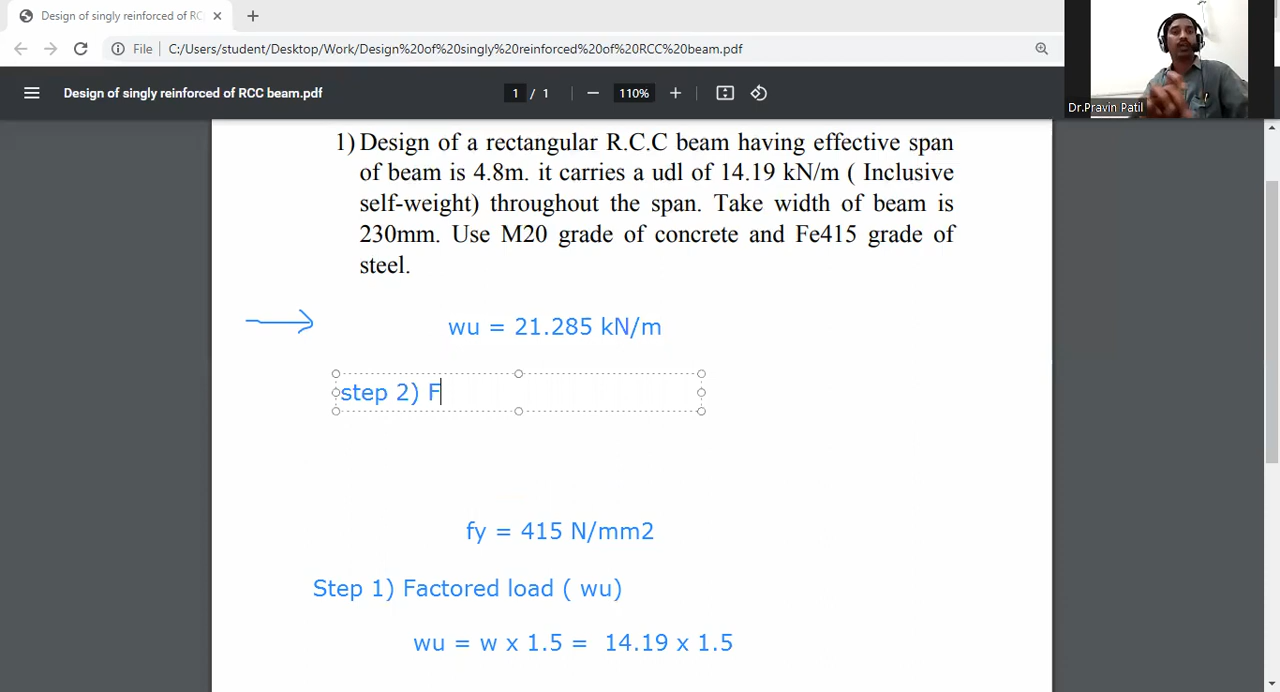 Design of singly reinforced of RC
File C:/Users/student/Desktop/Work/Design%20of%20singly%20reinforced%20of%20RCC%20beam.pdf
Design of singly reinforced of RCC beam.pdf
1 / 1
110%
Dr.Pravin Patil
1) Design of a rectangular R.C.C beam having effective span
of beam is 4.8m. it carries a udl of 14.19 kN/m ( Inclusive
self-weight) throughout the span. Take width of beam is
230mm. Use M20 grade of concrete and Fe415 grade of
steel.
wu = 21.285 kN/m
step 2) F
fy = 415 N/mm2
Step 1) Factored load ( wu)
wu = w x 1.5 = 14.19 x 1.5